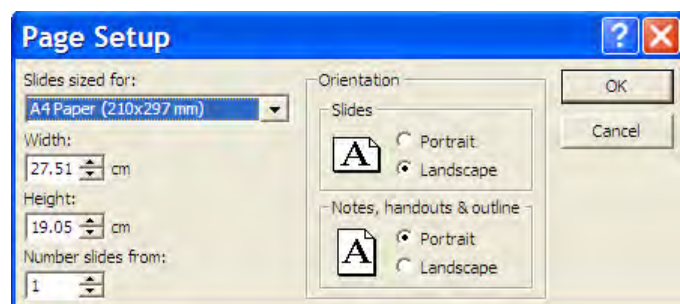 Page Setup
Slides sized for:
A4 Paper (210x297 mm)
Width:
27.51 cm
Height:
19.05 cm
Number slides from:
1
Orientation
Slides
A
Portrait
Landscape
Notes, handouts & outline
A
Portrait
Landscape
?
OK
Cancel